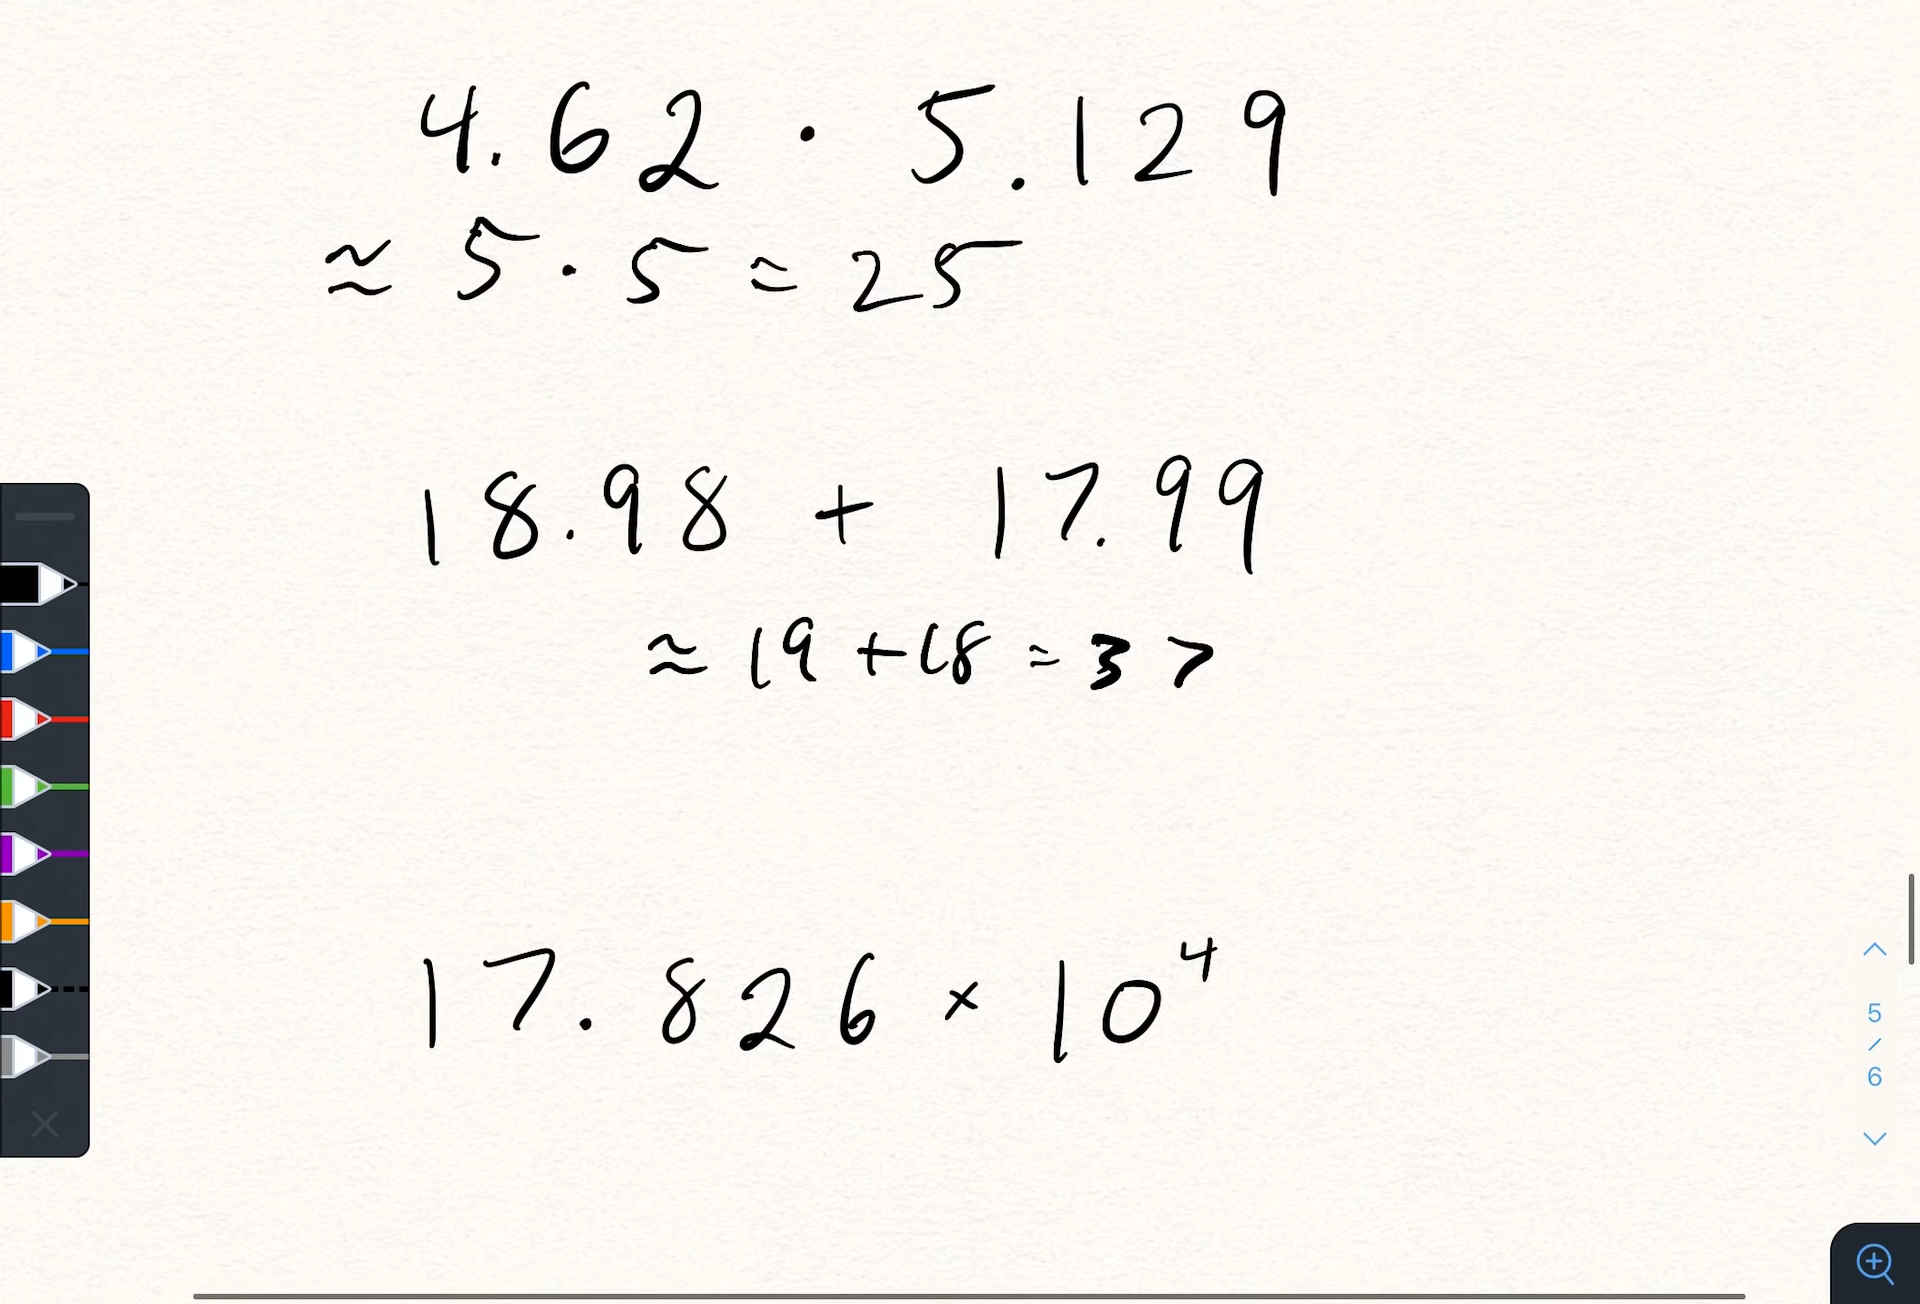 4.62 · 5.129
≈ 5 · 5 = 25
18.98 + 17.99
≈ 19 + 18 = 37
17.826 × 10⁴
5
/
6